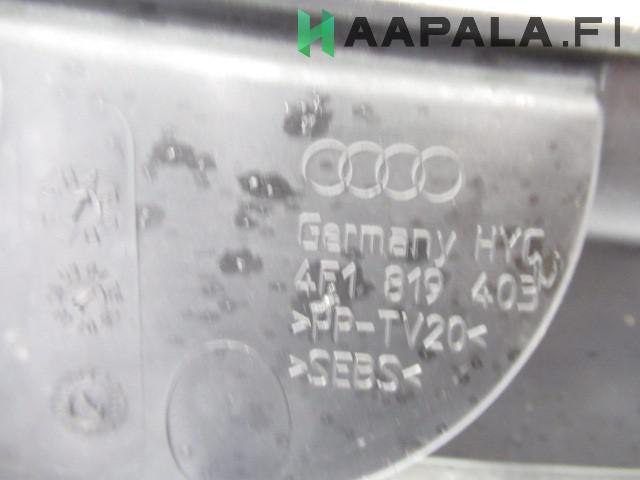 HAAPALA.FI
Germany HYC
4F1 819 403
>PP-TV20<
>SEBS<